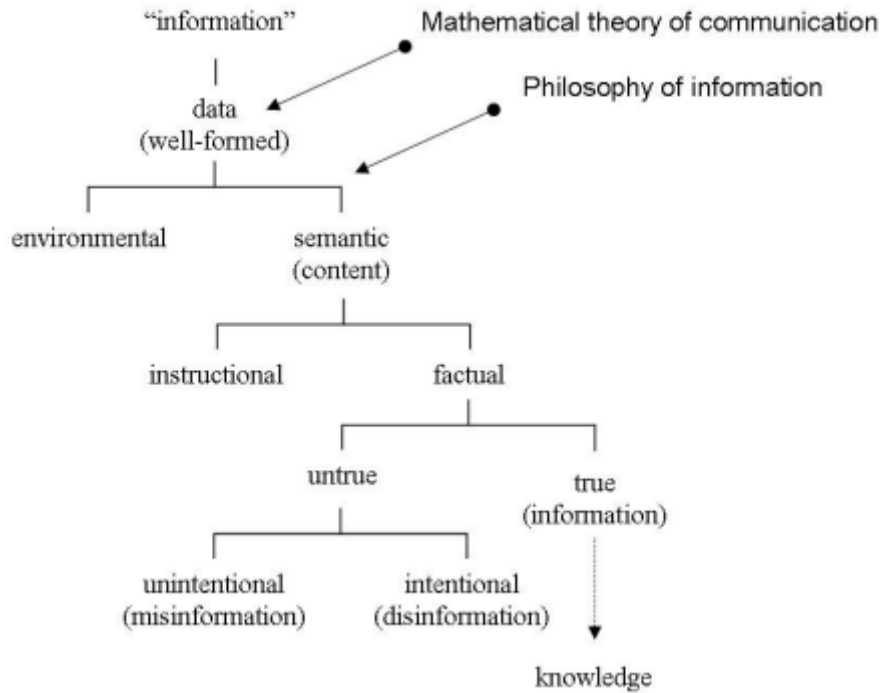 “information”
Mathematical theory of communication
Philosophy of information
data
(well-formed)
environmental
semantic
(content)
instructional
factual
untrue
true
(information)
unintentional
(misinformation)
intentional
(disinformation)
knowledge